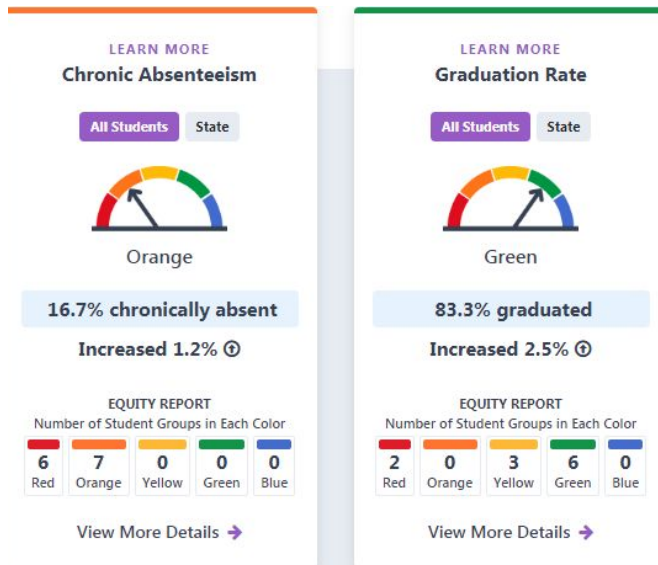 LEARN MORE
Chronic Absenteeism
All Students State
Orange
16.7% chronically absent
Increased 1.2%
EQUITY REPORT
Number of Student Groups in Each Color
6 7 0 0 0
Red Orange Yellow Green Blue
View More Details
LEARN MORE
Graduation Rate
All Students State
Green
83.3% graduated
Increased 2.5%
EQUITY REPORT
Number of Student Groups in Each Color
2 0 3 6 0
Red Orange Yellow Green Blue
View More Details